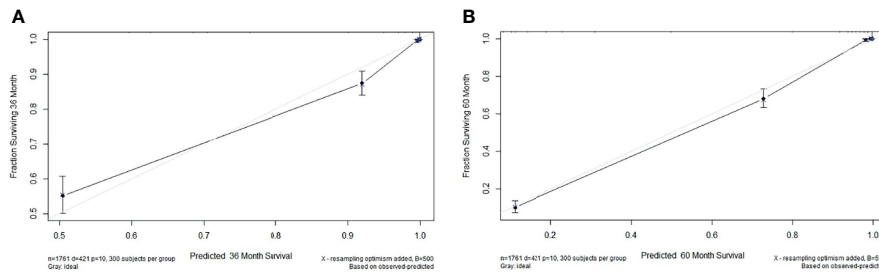 A
Fraction Surviving 36 Month
1.0
0.9
0.8
0.7
0.6
0.5
0.5 0.6 0.7 0.8 0.9 1.0
Predicted 36 Month Survival
n=1761 d=421 p=10, 300 subjects per group
Gray: ideal
X - resampling optimism added, B=500
Based on observed-predicted
B
Fraction Surviving 60 Month
1.0
0.8
0.6
0.4
0.2
0.2 0.4 0.6 0.8 1.0
Predicted 60 Month Survival
n=1761 d=421 p=10, 300 subjects per group
Gray: ideal
X - resampling optimism added, B=5
Based on observed-predicted